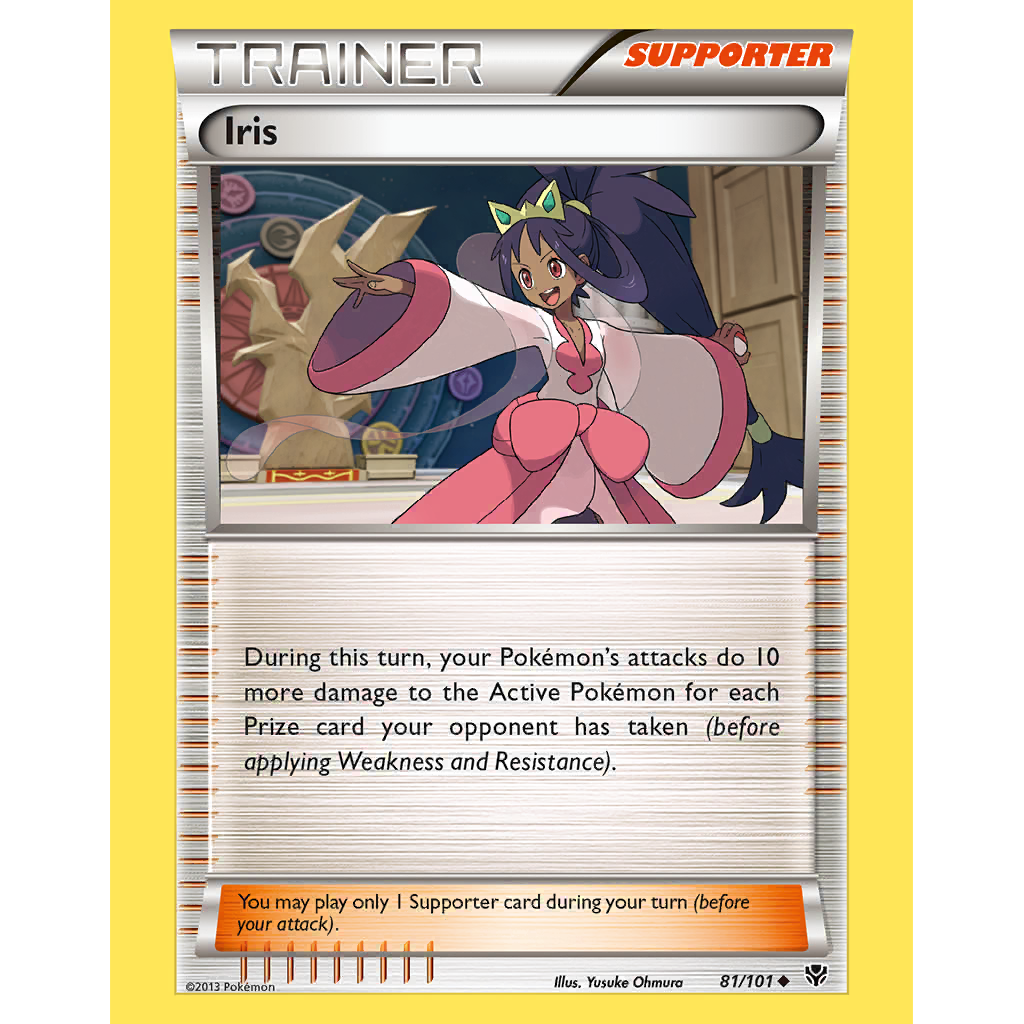 TRAINER
SUPPORTER
Iris
During this turn, your Pokémon's attacks do 10
more damage to the Active Pokémon for each
Prize card your opponent has taken (before
applying Weakness and Resistance).
You may play only 1 Supporter card during your turn (before
your attack).
©2013 Pokémon
Illus. Yusuke Ohmura
81/101